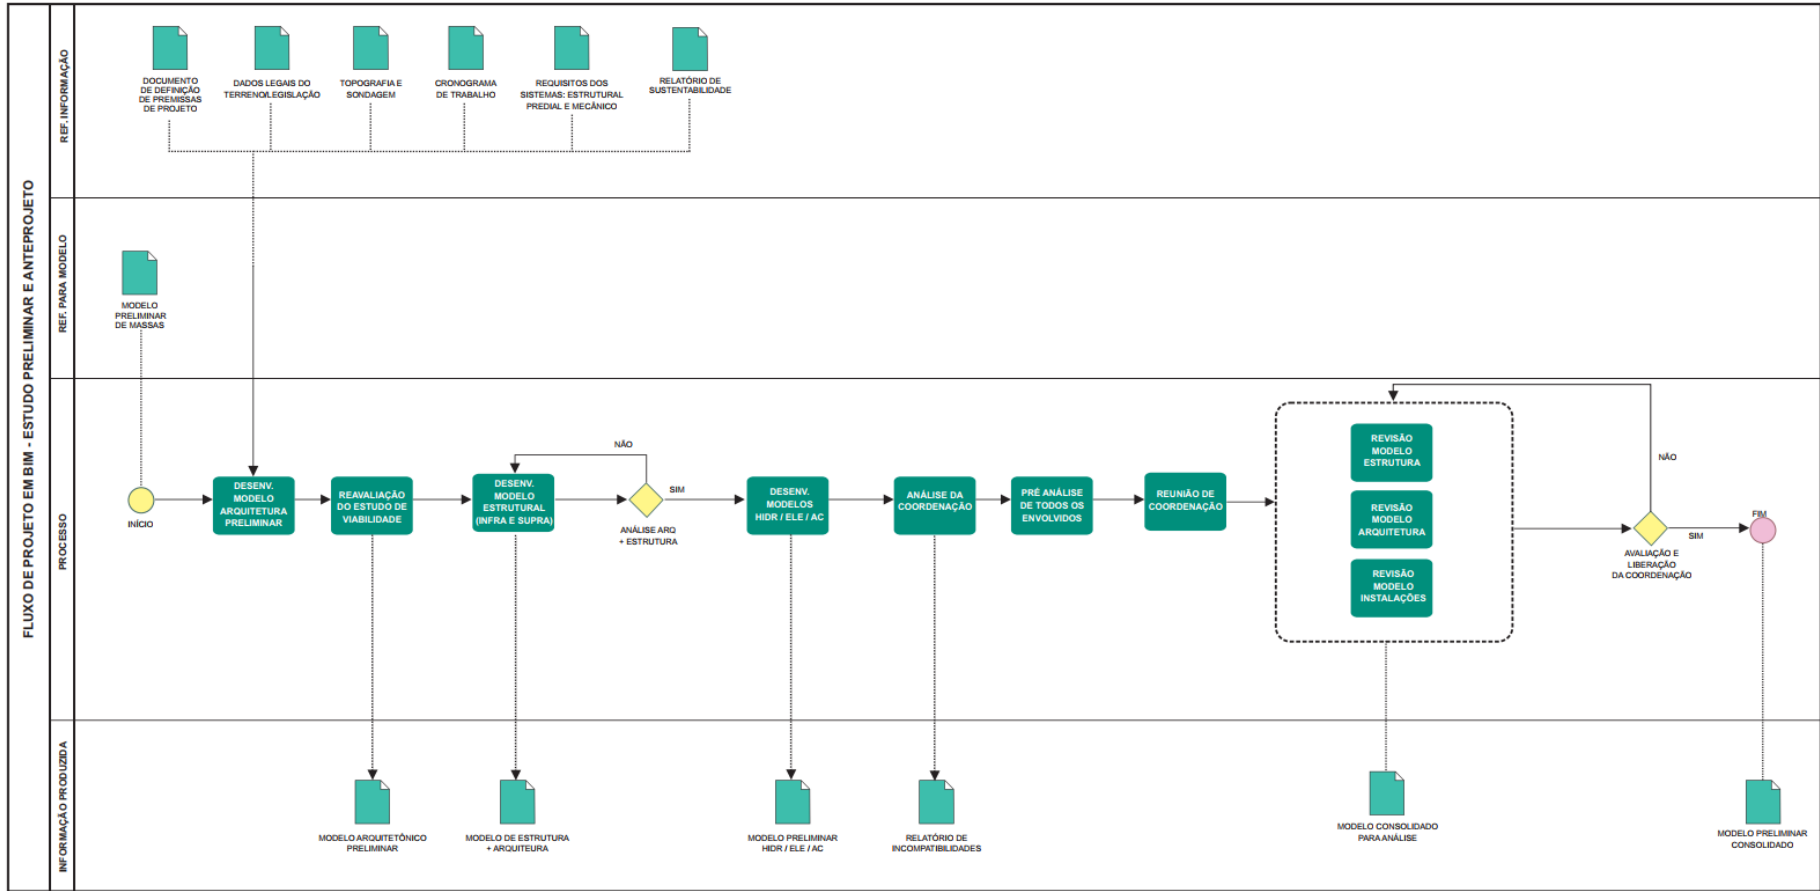 FLUXO DE PROJETO EM BIM - ESTUDO PRELIMINAR E ANTEPROJETO
REF. INFORMAÇÃO
DOCUMENTO
DE DEFINIÇÃO
DE PREMISSAS
DE PROJETO
DADOS LEGAIS DO
TERRENO/LEGISLAÇÃO
TOPOGRAFIA E
SONDAGEM
CRONOGRAMA
DE TRABALHO
REQUISITOS DOS
SISTEMAS: ESTRUTURAL
PREDIAL E MECÂNICO
RELATÓRIO DE
SUSTENTABILIDADE
REF. PARA MODELO
MODELO
PRELIMINAR
DE MASSAS
PROCESSO
INÍCIO
DESENV.
MODELO
ARQUITETURA
PRELIMINAR
REAVALIAÇÃO
DO ESTUDO DE
VIABILIDADE
DESENV.
MODELO
ESTRUTURAL
(INFRA E SUPRA)
NÃO
SIM
ANÁLISE ARQ
+ ESTRUTURA
DESENV.
MODELOS
HIDR / ELE / AC
ANÁLISE DA
COORDENAÇÃO
PRÉ ANÁLISE
DE TODOS OS
ENVOLVIDOS
REUNIÃO DE
COORDENAÇÃO
REVISÃO
MODELO
ESTRUTURA
REVISÃO
MODELO
ARQUITETURA
REVISÃO
MODELO
INSTALAÇÕES
NÃO
SIM
AVALIAÇÃO E
LIBERAÇÃO
DA COORDENAÇÃO
FIM
INFORMAÇÃO PRODUZIDA
MODELO ARQUITETÔNICO
PRELIMINAR
MODELO DE ESTRUTURA
+ ARQUITEURA
MODELO PRELIMINAR
HIDR / ELE / AC
RELATÓRIO DE
INCOMPATIBILIDADES
MODELO CONSOLIDADO
PARA ANÁLISE
MODELO PRELIMINAR
CONSOLIDADO